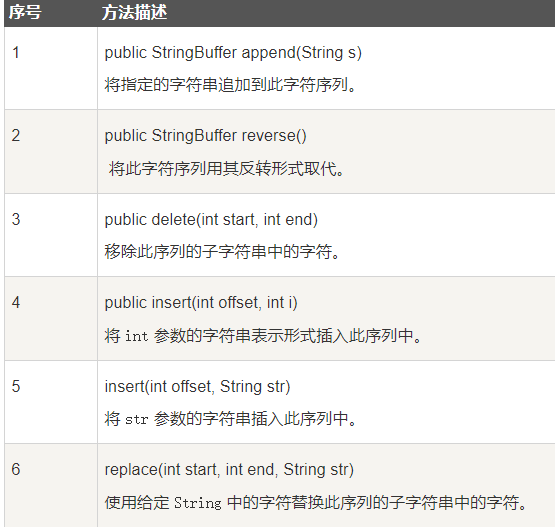 序号 方法描述
1 public StringBuffer append(String s)
将指定的字符串追加到此字符序列。
2 public StringBuffer reverse()
将此字符序列用其反转形式取代。
3 public delete(int start, int end)
移除此序列的子字符串中的字符。
4 public insert(int offset, int i)
将 int 参数的字符串表示形式插入此序列中。
5 insert(int offset, String str)
将 str 参数的字符串插入此序列中。
6 replace(int start, int end, String str)
使用给定 String 中的字符替换此序列的子字符串中的字符。